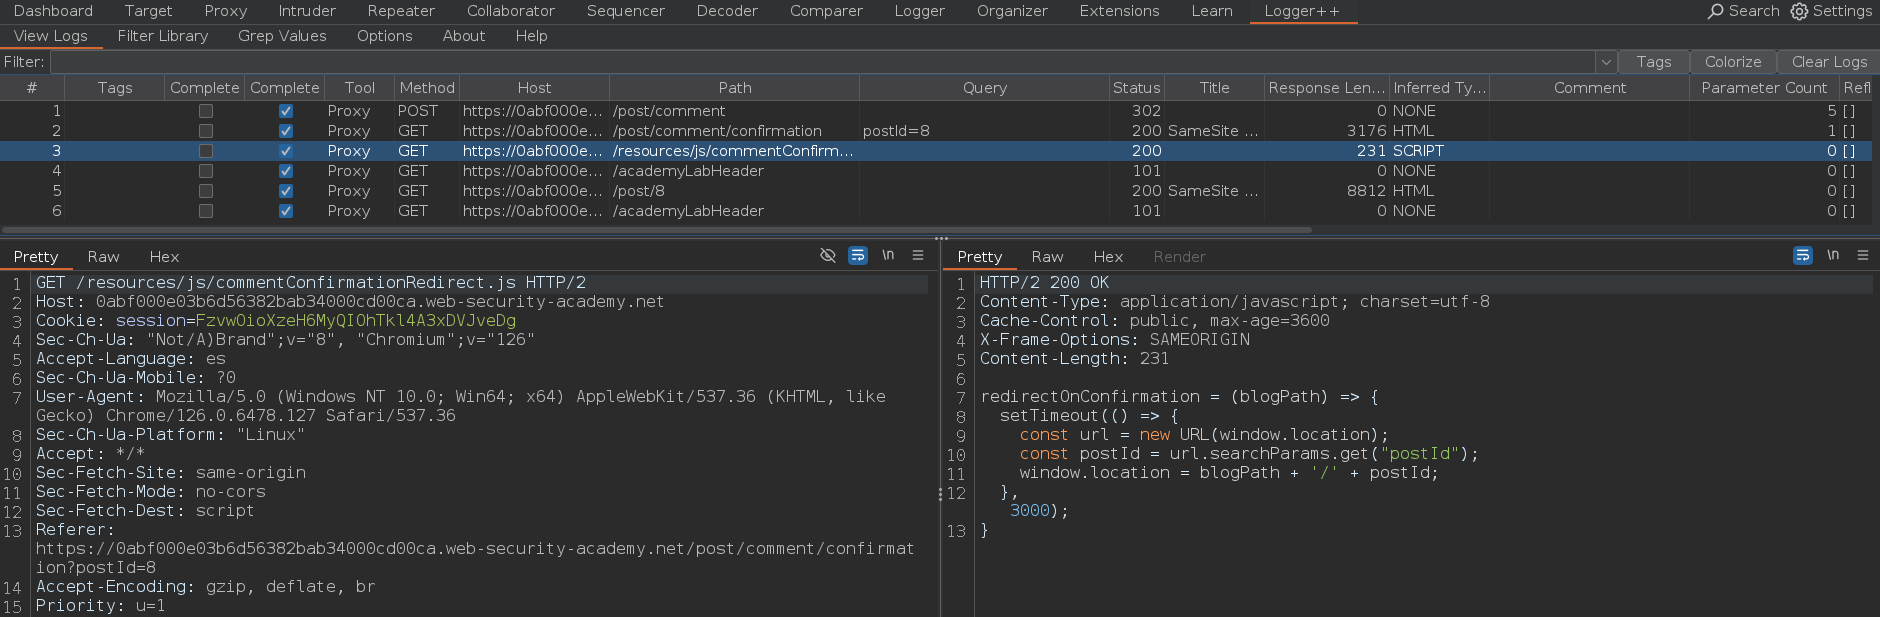 Dashboard Target Proxy Intruder Repeater Collaborator Sequencer Decoder Comparer Logger Organizer Extensions Learn Logger++ Search Settings
View Logs Filter Library Grep Values Options About Help
Filter: Tags Colorize Clear Logs
# Tags Complete Complete Tool Method Host Path Query Status Title Response Len... Inferred Ty... Comment Parameter Count Refl
1 Proxy POST https://0abf000e... /post/comment 302 0 NONE 5 []
2 Proxy GET https://0abf000e... /post/comment/confirmation postId=8 200 SameSite ... 3176 HTML 1 []
3 Proxy GET https://0abf000e... /resources/js/commentConfirm... 200 231 SCRIPT 0 []
4 Proxy GET https://0abf000e... /academyLabHeader 101 0 NONE 0 []
5 Proxy GET https://0abf000e... /post/8 200 SameSite ... 8812 HTML 0 []
6 Proxy GET https://0abf000e... /academyLabHeader 101 0 NONE 0 []
Pretty Raw Hex \n
1 GET /resources/js/commentConfirmationRedirect.js HTTP/2
2 Host: 0abf000e03b6d56382bab34000cd00ca.web-security-academy.net
3 Cookie: session=FzvwOioXzeH6MyQIOhTkl4A3xDVJveDg
4 Sec-Ch-Ua: "Not/A)Brand";v="8", "Chromium";v="126"
5 Accept-Language: es
6 Sec-Ch-Ua-Mobile: ?0
7 User-Agent: Mozilla/5.0 (Windows NT 10.0; Win64; x64) AppleWebKit/537.36 (KHTML, like
Gecko) Chrome/126.0.6478.127 Safari/537.36
8 Sec-Ch-Ua-Platform: "Linux"
9 Accept: */*
10 Sec-Fetch-Site: same-origin
11 Sec-Fetch-Mode: no-cors
12 Sec-Fetch-Dest: script
13 Referer:
https://0abf000e03b6d56382bab34000cd00ca.web-security-academy.net/post/comment/confirmat
ion?postId=8
14 Accept-Encoding: gzip, deflate, br
15 Priority: u=1
Pretty Raw Hex Render \n
1 HTTP/2 200 OK
2 Content-Type: application/javascript; charset=utf-8
3 Cache-Control: public, max-age=3600
4 X-Frame-Options: SAMEORIGIN
5 Content-Length: 231
6
7 redirectOnConfirmation = (blogPath) => {
8 setTimeout(() => {
9 const url = new URL(window.location);
10 const postId = url.searchParams.get("postId");
11 window.location = blogPath + '/' + postId;
12 },
3000);
13 }